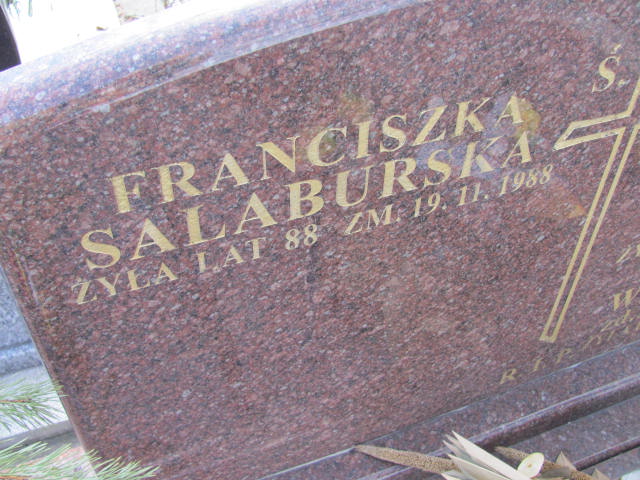 Ś.
FRANCISZKA
SALABURSKA
ŻYŁA LAT 88 ZM. 19. 11. 1988
R. I. P.